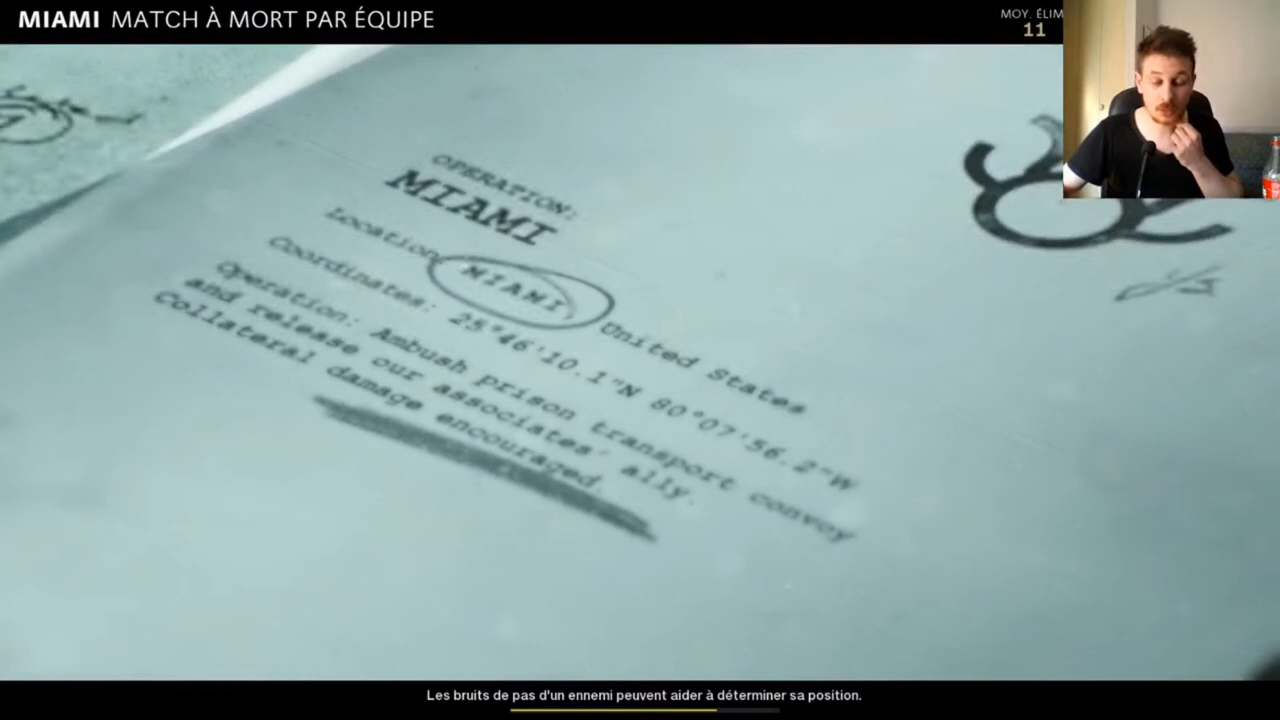 MIAMI MATCH À MORT PAR ÉQUIPE
MOY. ÉLIM
11
OPERATION:
MIAMI
Location: MIAMI, United States
Coordinates: 25°46'10.1"N 80°07'56.2"W
Operation: Ambush prison transport convoy
and release our associates' ally.
Collateral damage encouraged.
Les bruits de pas d'un ennemi peuvent aider à déterminer sa position.